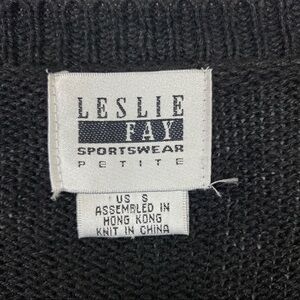 LESLIE
FAY
SPORTSWEAR
PETITE
US S
ASSEMBLED IN
HONG KONG
KNIT IN CHINA